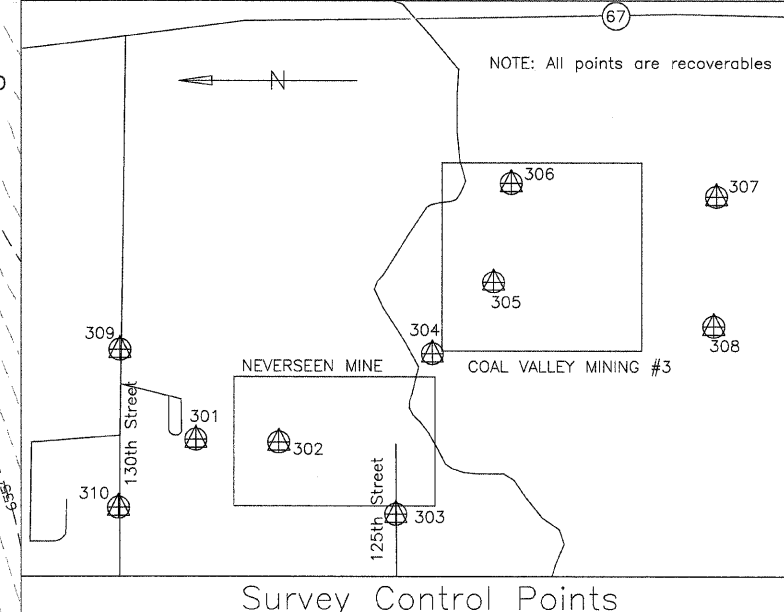 67
N
NOTE: All points are recoverables
306
307
305
304
308
309
NEVERSEEN MINE
COAL VALLEY MINING #3
130th Street
301
302
310
125th Street
303
Survey Control Points